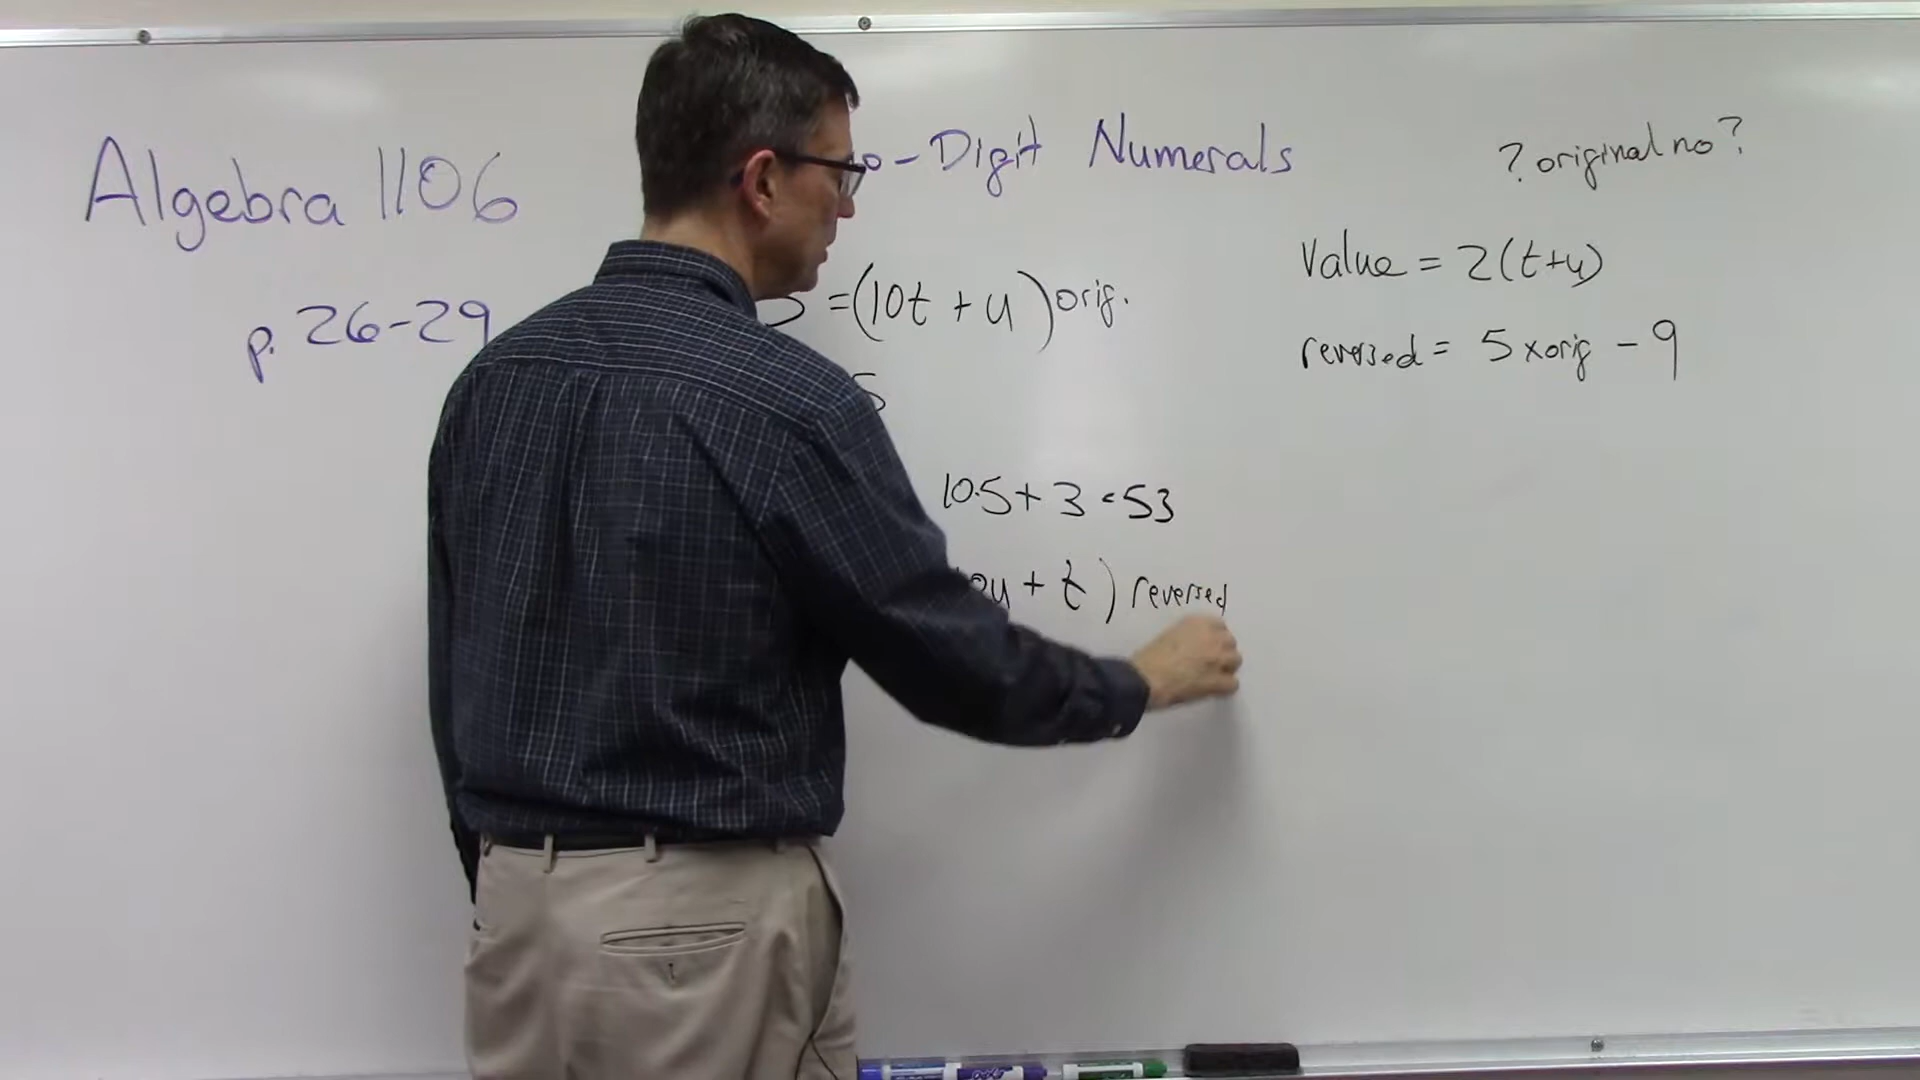 Algebra 1106
p. 26-29
-Digit Numerals
=(10t + u) orig.
5
10·5 + 3 = 53
u + t) reversed
? original no?
Value = 2(t+u)
reversed = 5 x orig - 9